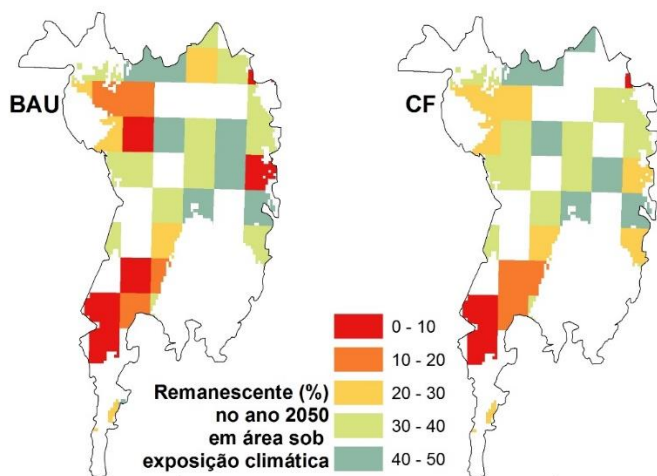 BAU
CF
Remanescente (%)
no ano 2050
em área sob
exposição climática
0 - 10
10 - 20
20 - 30
30 - 40
40 - 50